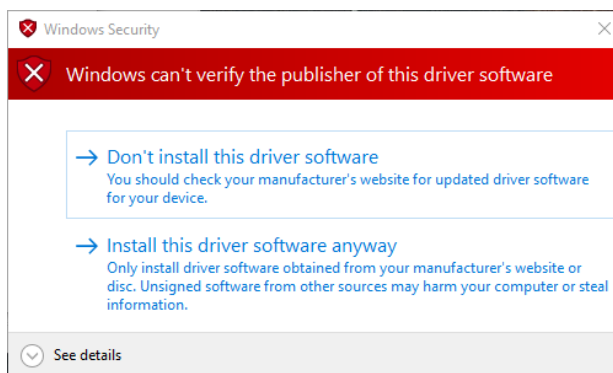 Windows Security
Windows can't verify the publisher of this driver software
Don't install this driver software
You should check your manufacturer's website for updated driver software
for your device.
Install this driver software anyway
Only install driver software obtained from your manufacturer's website or
disc. Unsigned software from other sources may harm your computer or steal
information.
See details